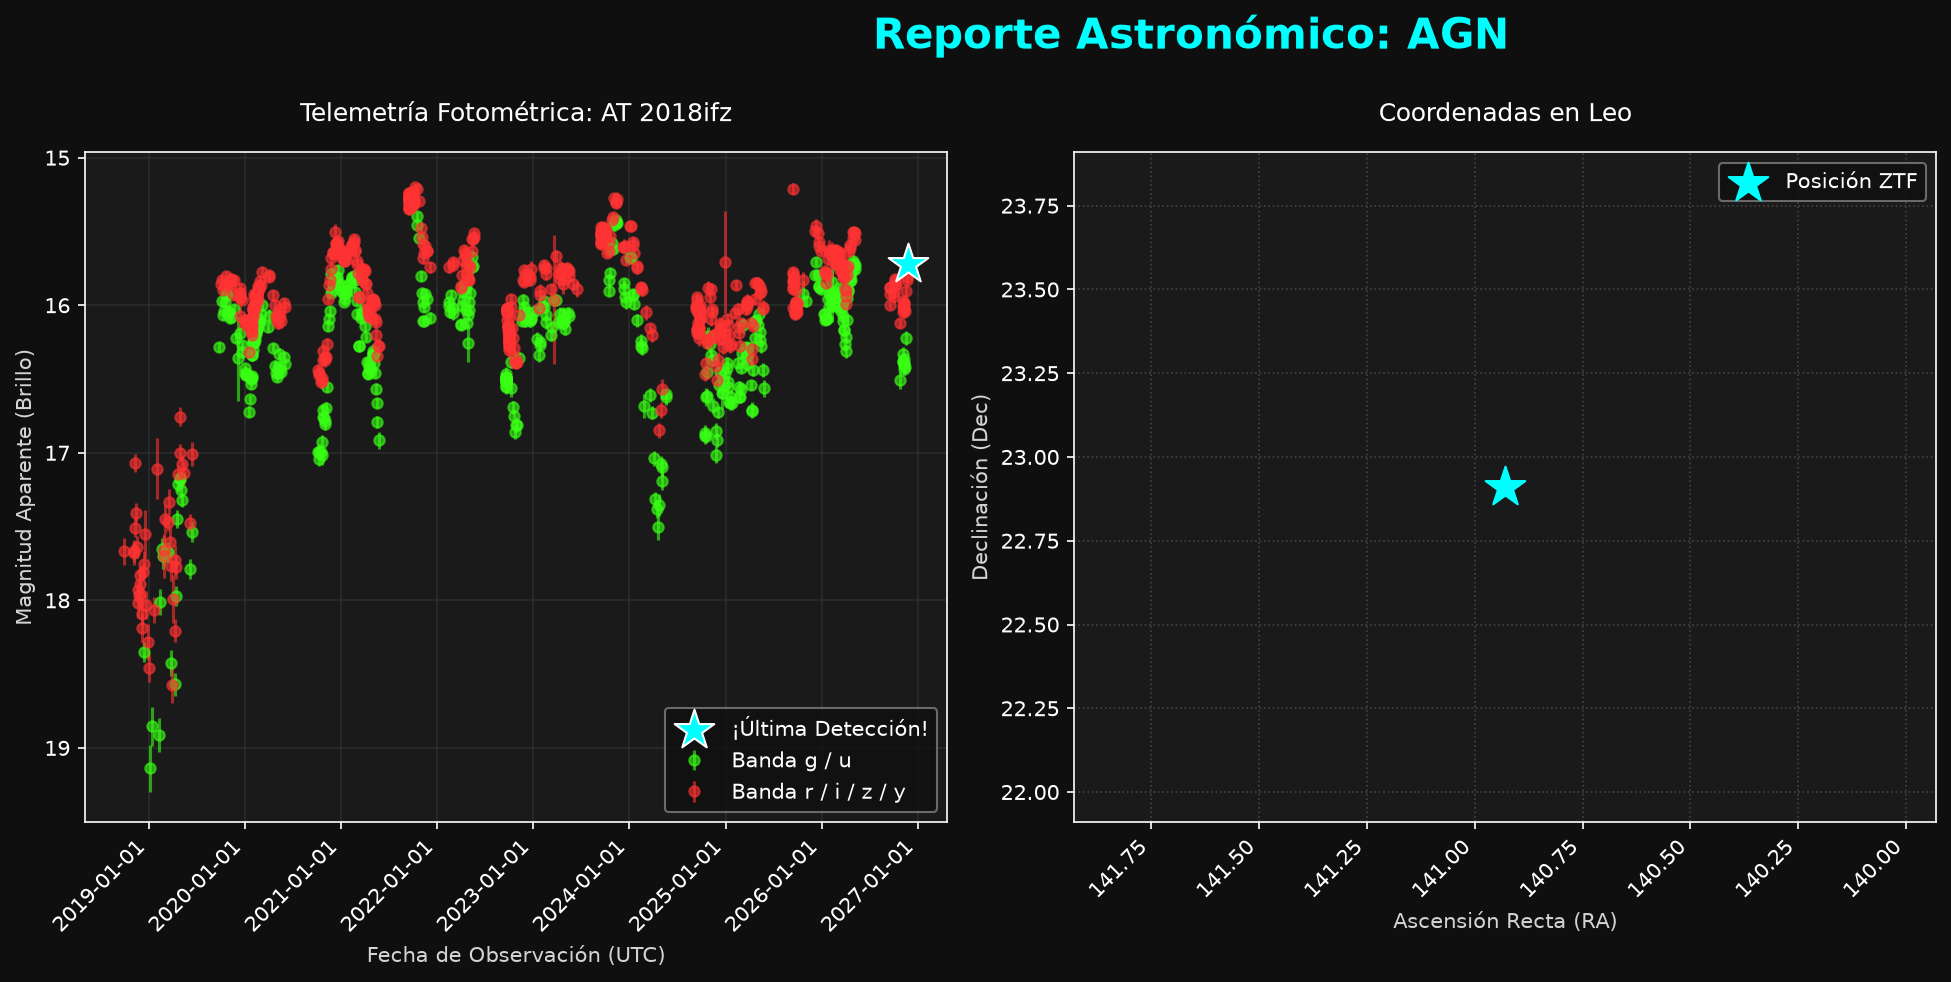 Reporte Astronómico: AGN
Telemetría Fotométrica: AT 2018ifz
Magnitud Aparente (Brillo)
15
16
17
18
19
¡Última Detección!
Banda g / u
Banda r / i / z / y
2019-01-01
2020-01-01
2021-01-01
2022-01-01
2023-01-01
2024-01-01
2025-01-01
2026-01-01
2027-01-01
Fecha de Observación (UTC)
Coordenadas en Leo
Posición ZTF
Declinación (Dec)
23.75
23.50
23.25
23.00
22.75
22.50
22.25
22.00
141.75
141.50
141.25
141.00
140.75
140.50
140.25
140.00
Ascensión Recta (RA)